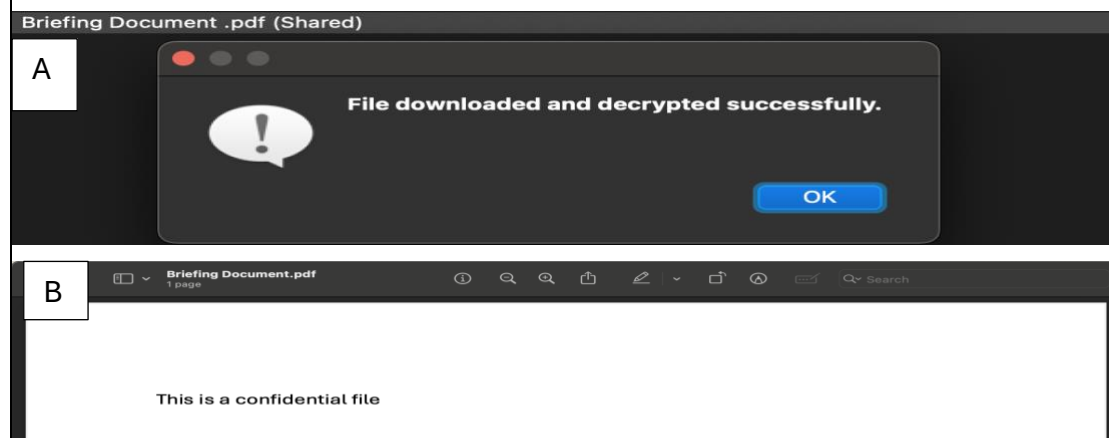 Briefing Document .pdf (Shared)
A
File downloaded and decrypted successfully.
OK
B
Briefing Document.pdf
1 page
Search
This is a confidential file